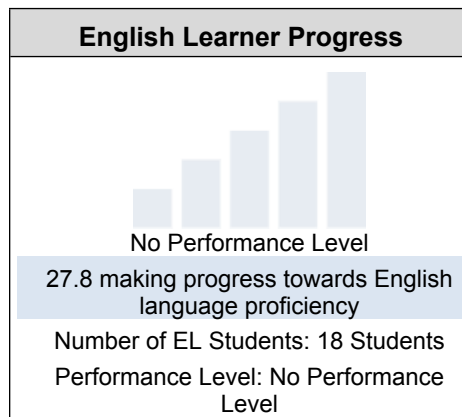 English Learner Progress
No Performance Level
27.8 making progress towards English
language proficiency
Number of EL Students: 18 Students
Performance Level: No Performance
Level